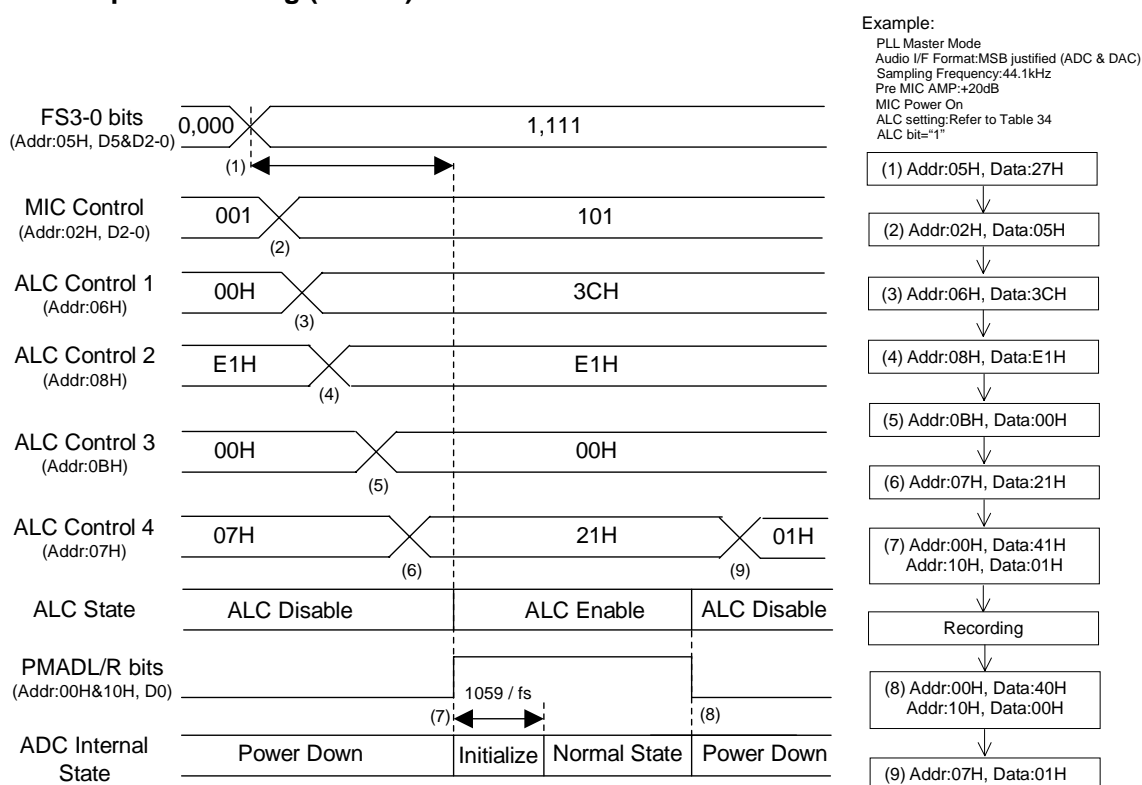 Example:
PLL Master Mode
Audio I/F Format:MSB justified (ADC & DAC)
Sampling Frequency:44.1kHz
Pre MIC AMP:+20dB
MIC Power On
ALC setting:Refer to Table 34
ALC bit=“1”
FS3-0 bits
(Addr:05H, D5&D2-0)
0,000
1,111
(1)
MIC Control
(Addr:02H, D2-0)
001
101
(2)
ALC Control 1
(Addr:06H)
00H
3CH
(3)
ALC Control 2
(Addr:08H)
E1H
E1H
(4)
ALC Control 3
(Addr:0BH)
00H
00H
(5)
ALC Control 4
(Addr:07H)
07H
21H
01H
(6)
(9)
ALC State
ALC Disable
ALC Enable
ALC Disable
PMADL/R bits
(Addr:00H&10H, D0)
1059 / fs
(7)
(8)
ADC Internal
State
Power Down
Initialize
Normal State
Power Down
(1) Addr:05H, Data:27H
(2) Addr:02H, Data:05H
(3) Addr:06H, Data:3CH
(4) Addr:08H, Data:E1H
(5) Addr:0BH, Data:00H
(6) Addr:07H, Data:21H
(7) Addr:00H, Data:41H
Addr:10H, Data:01H
Recording
(8) Addr:00H, Data:40H
Addr:10H, Data:00H
(9) Addr:07H, Data:01H